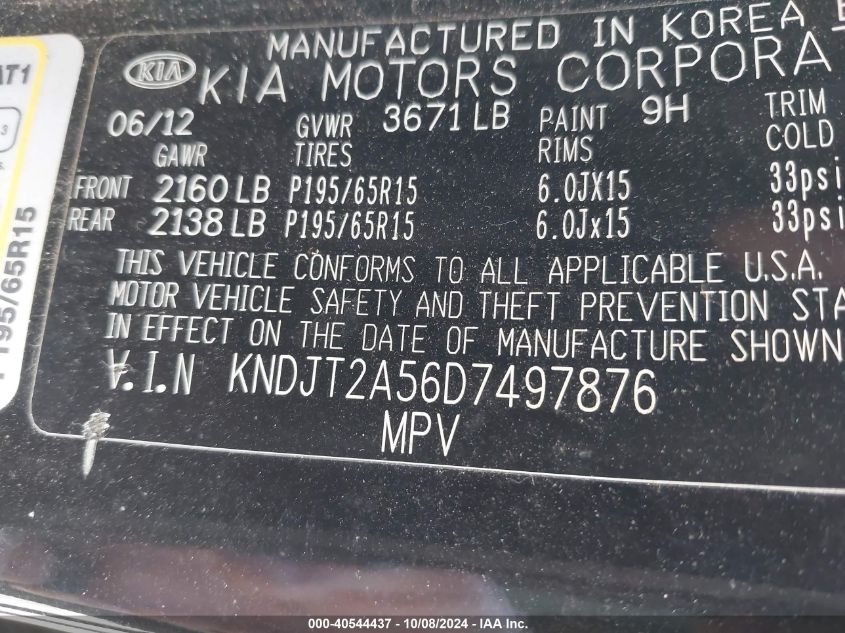 MANUFACTURED IN KOREA
KIA KIA MOTORS CORPORA
06/12 GVWR 3671 LB PAINT 9H TRIM
GAWR TIRES RIMS COLD
FRONT 2160 LB P195/65R15 6.0JX15 33psi
REAR 2138 LB P195/65R15 6.0Jx15 33psi
THIS VEHICLE CONFORMS TO ALL APPLICABLE U.S.A.
MOTOR VEHICLE SAFETY AND THEFT PREVENTION STA
IN EFFECT ON THE DATE OF MANUFACTURE SHOWN
V.I.N KNDJT2A56D7497876
MPV
AT1
3
s.
P195/65R15
000-40544437 - 10/08/2024 - IAA, LLC